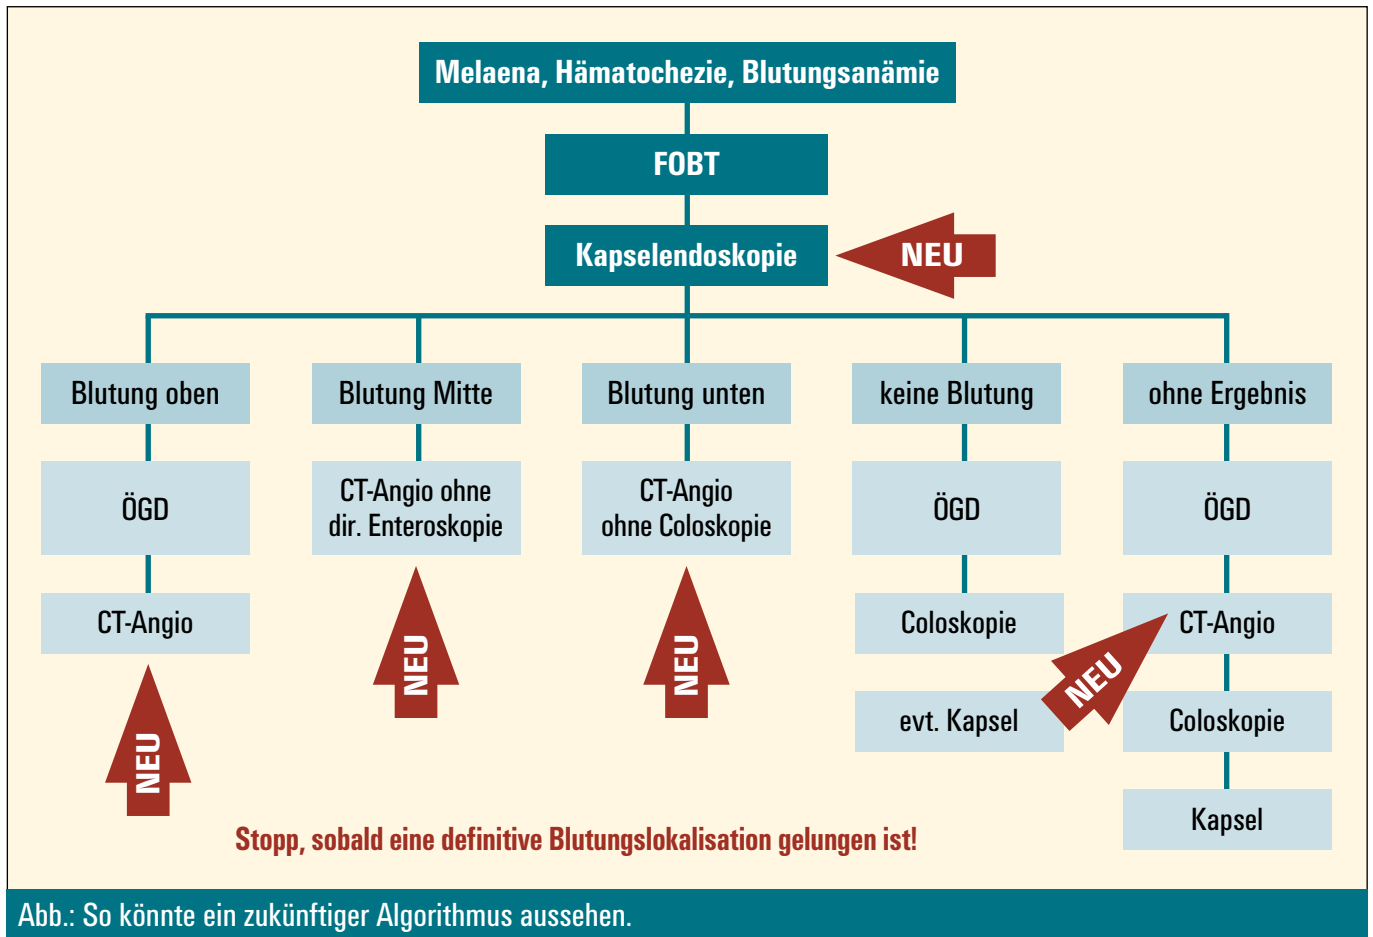 Melaena, Hämatochezie, Blutungsanämie
FOBT
Kapselendoskopie
NEU
Blutung oben
Blutung Mitte
Blutung unten
keine Blutung
ohne Ergebnis
ÖGD
CT-Angio ohne
dir. Enteroskopie
CT-Angio
ohne Coloskopie
ÖGD
ÖGD
CT-Angio
Coloskopie
CT-Angio
NEU
NEU
NEU
NEU
evt. Kapsel
Coloskopie
Kapsel
Stopp, sobald eine definitive Blutungslokalisation gelungen ist!
Abb.: So könnte ein zukünftiger Algorithmus aussehen.